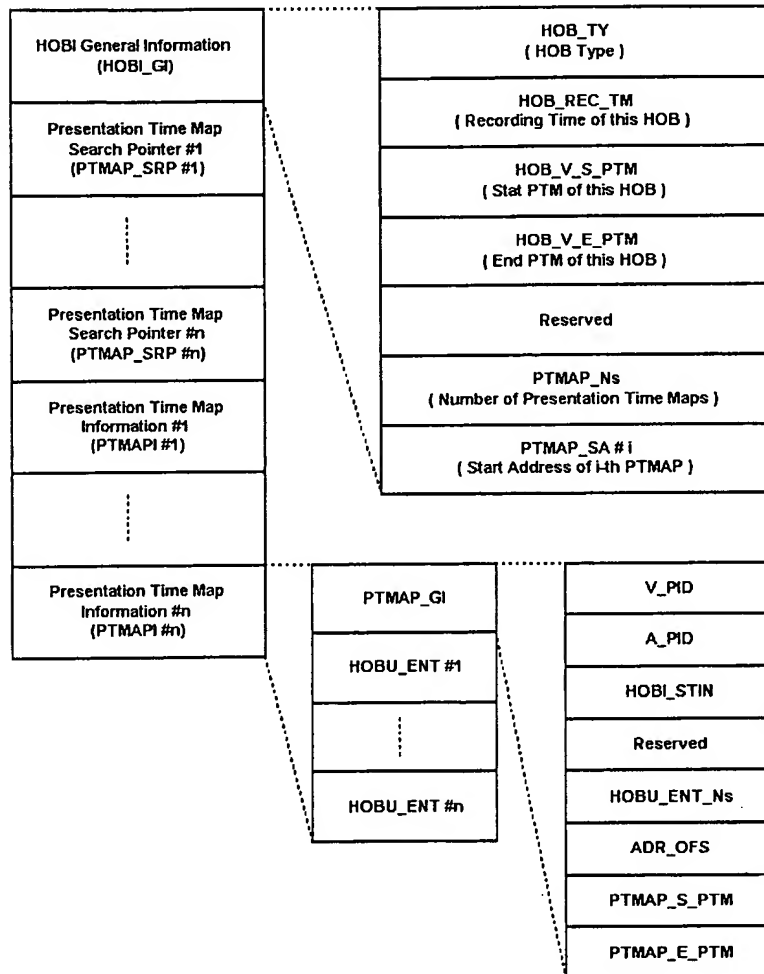 HOBI General Information
(HOBI_GI)
Presentation Time Map
Search Pointer #1
(PTMAP_SRP #1)
Presentation Time Map
Search Pointer #n
(PTMAP_SRP #n)
Presentation Time Map
Information #1
(PTMAPI #1)
Presentation Time Map
Information #n
(PTMAPI #n)
HOB_TY
( HOB Type )
HOB_REC_TM
( Recording Time of this HOB )
HOB_V_S_PTM
( Stat PTM of this HOB )
HOB_V_E_PTM
( End PTM of this HOB )
Reserved
PTMAP_Ns
( Number of Presentation Time Maps )
PTMAP_SA # i
( Start Address of i-th PTMAP )
PTMAP_GI
HOBU_ENT #1
HOBU_ENT #n
V_PID
A_PID
HOBI_STIN
Reserved
HOBU_ENT_Ns
ADR_OFS
PTMAP_S_PTM
PTMAP_E_PTM